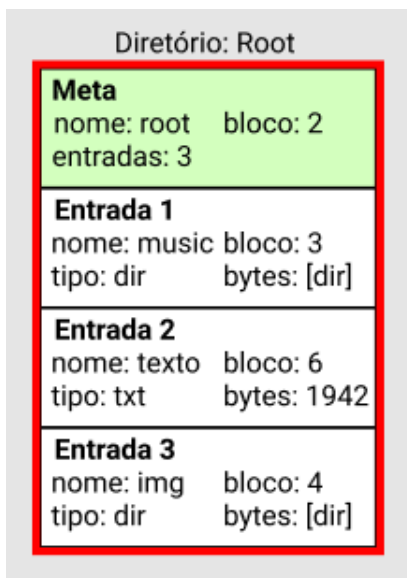 Diretório: Root
Meta
nome: root bloco: 2
entradas: 3
Entrada 1
nome: music bloco: 3
tipo: dir bytes: [dir]
Entrada 2
nome: texto bloco: 6
tipo: txt bytes: 1942
Entrada 3
nome: img bloco: 4
tipo: dir bytes: [dir]